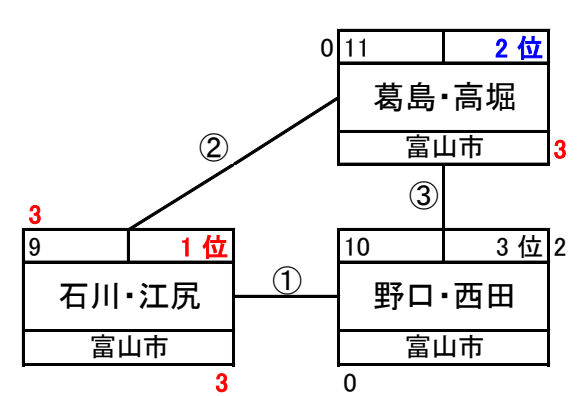 0 11 2 位
葛島・高堀
富山市 3
②
③
3
9 1 位
石川・江尻
富山市
3
①
10 3 位 2
野口・西田
富山市
0